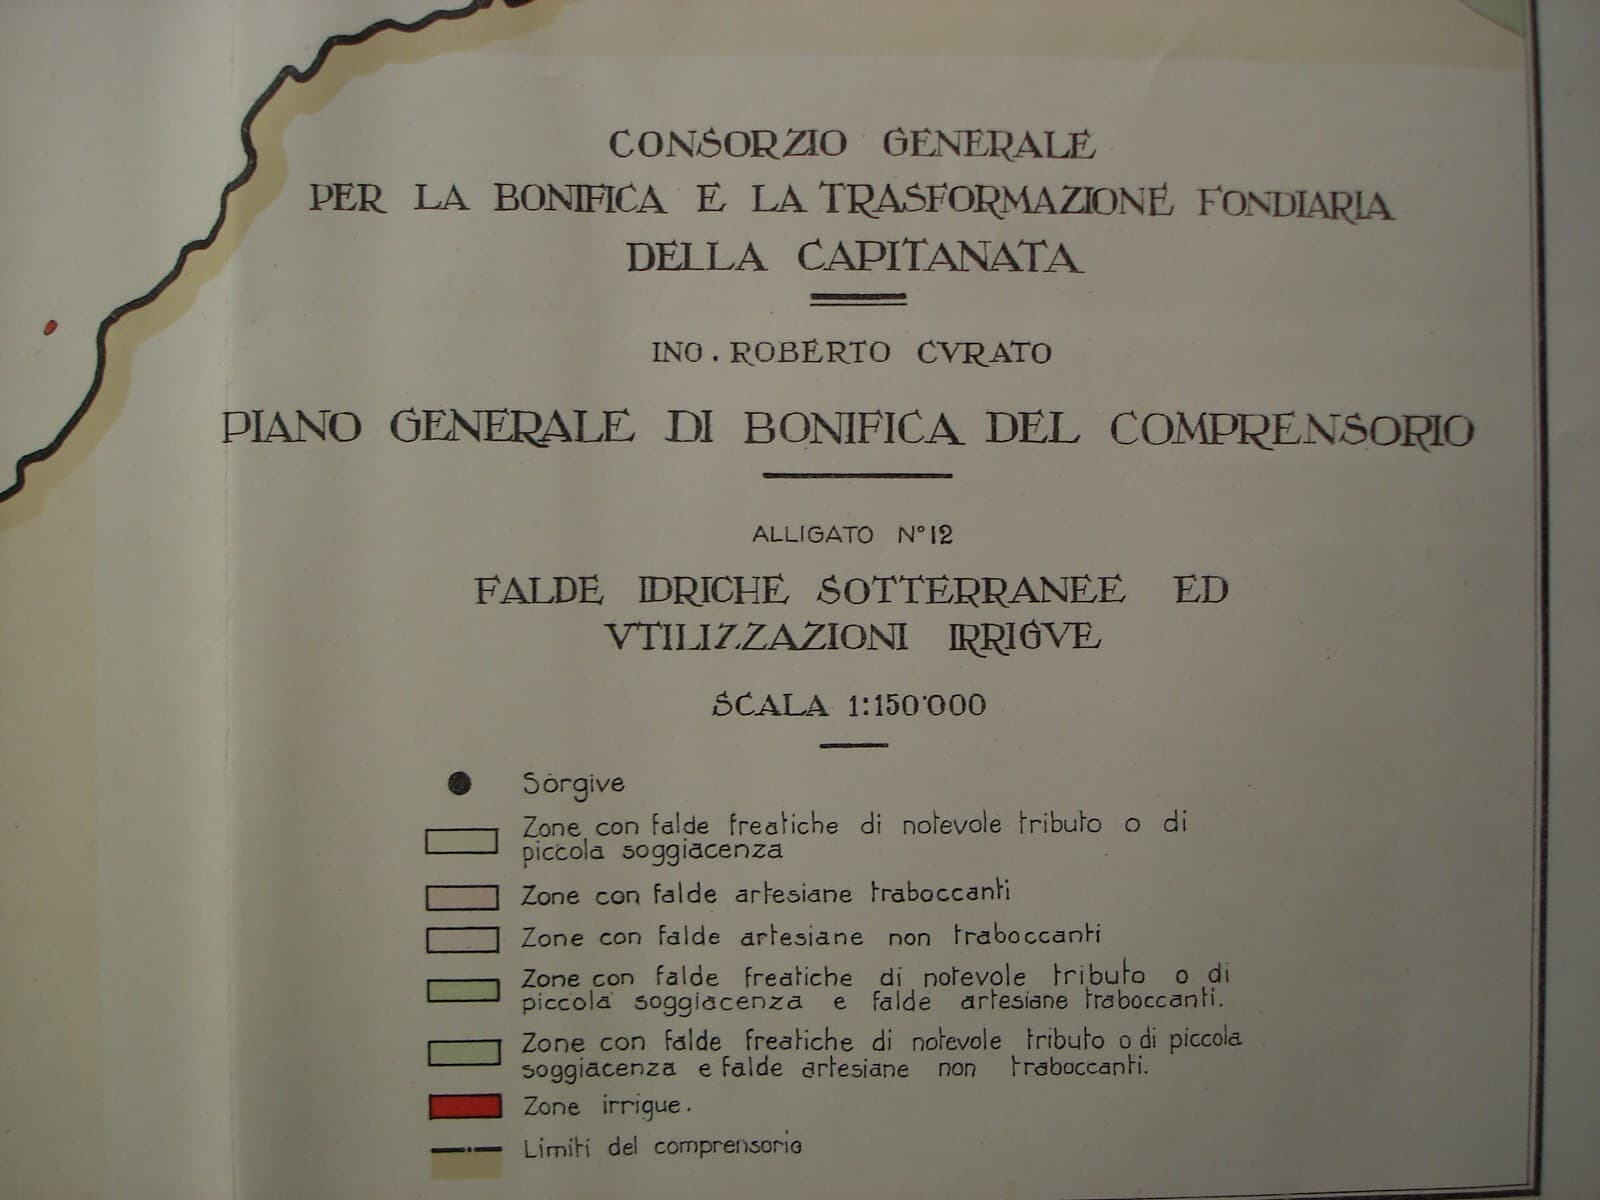 CONSORZIO GENERALE
PER LA BONIFICA E LA TRASFORMAZIONE FONDIARIA
DELLA CAPITANATA
ING. ROBERTO CVRATO
PIANO GENERALE DI BONIFICA DEL COMPRENSORIO
ALLIGATO N° 12
FALDE IDRICHE SOTTERRANEE ED
VTILIZZAZIONI IRRIGVE
SCALA 1:150'000
Sorgive
Zone con falde freatiche di notevole tributo o di
piccola soggiacenza
Zone con falde artesiane traboccanti
Zone con falde artesiane non traboccanti
Zone con falde freatiche di notevole tributo o di
piccola soggiacenza e falde artesiane traboccanti.
Zone con falde freatiche di notevole tributo o di piccola
soggiacenza e falde artesiane non traboccanti.
Zone irrigue.
Limiti del comprensorio